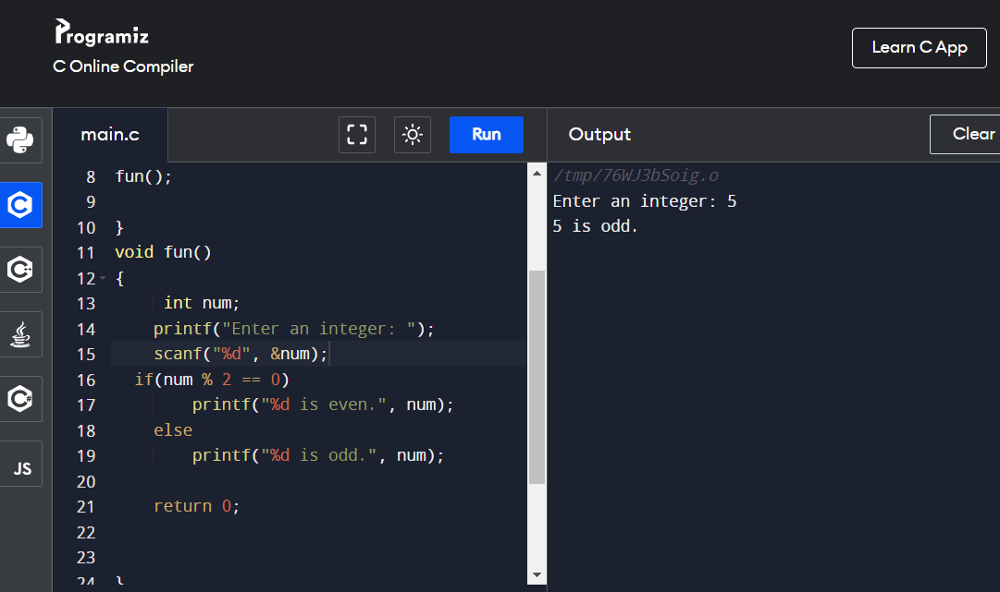 Programiz
C Online Compiler
Learn C App
main.c
Run
Output
Clear
8 fun();
9
10 }
11 void fun()
12 {
13 int num;
14 printf("Enter an integer: ");
15 scanf("%d", &num);
16 if(num % 2 == 0)
17 printf("%d is even.", num);
18 else
19 printf("%d is odd.", num);
20
21 return 0;
22
23
24 }
/tmp/76WJ3bSoig.o
Enter an integer: 5
5 is odd.
C
C++
C#
JS